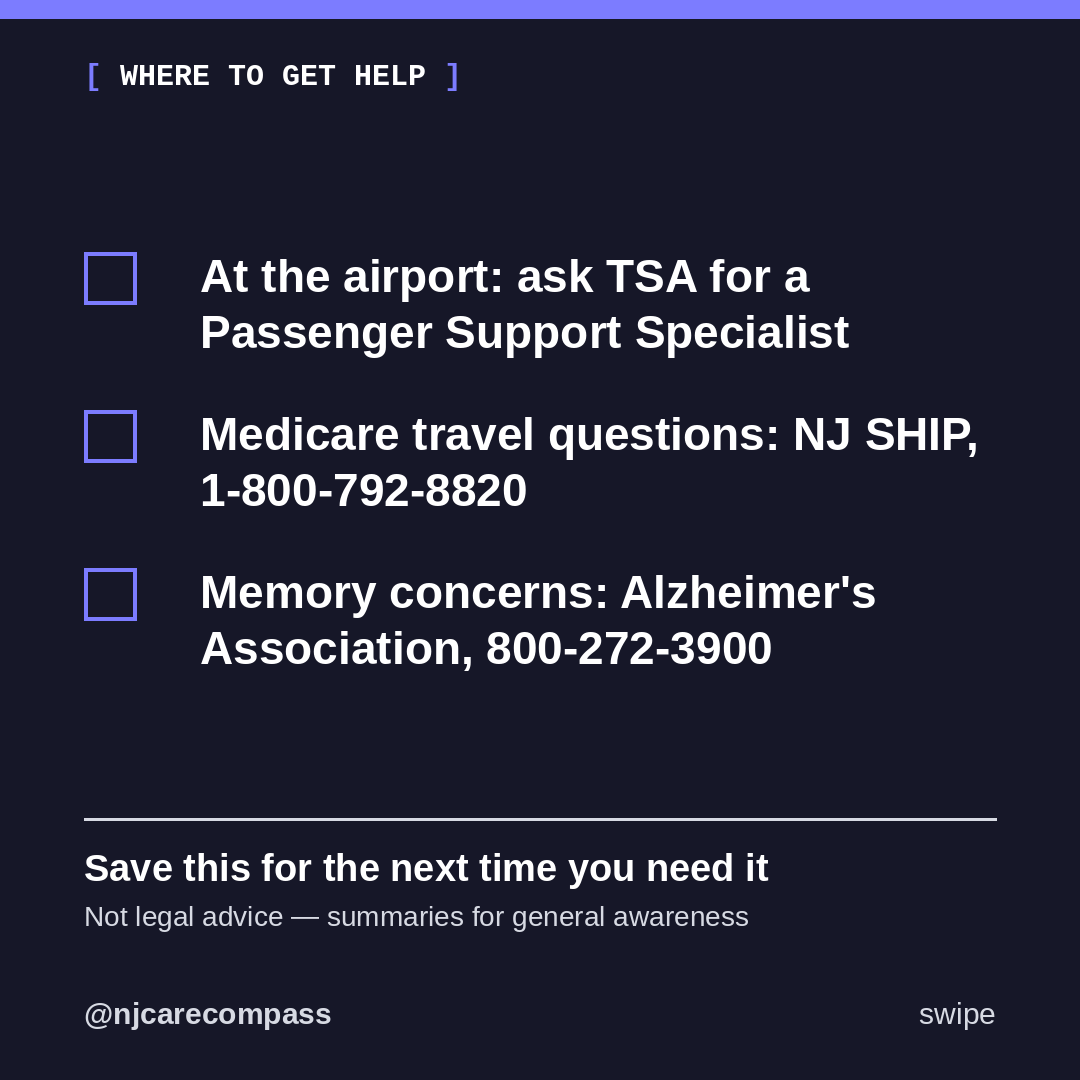 [ WHERE TO GET HELP ]
At the airport: ask TSA for a
Passenger Support Specialist
Medicare travel questions: NJ SHIP,
1-800-792-8820
Memory concerns: Alzheimer's
Association, 800-272-3900
Save this for the next time you need it
Not legal advice — summaries for general awareness
@njcarecompass
swipe